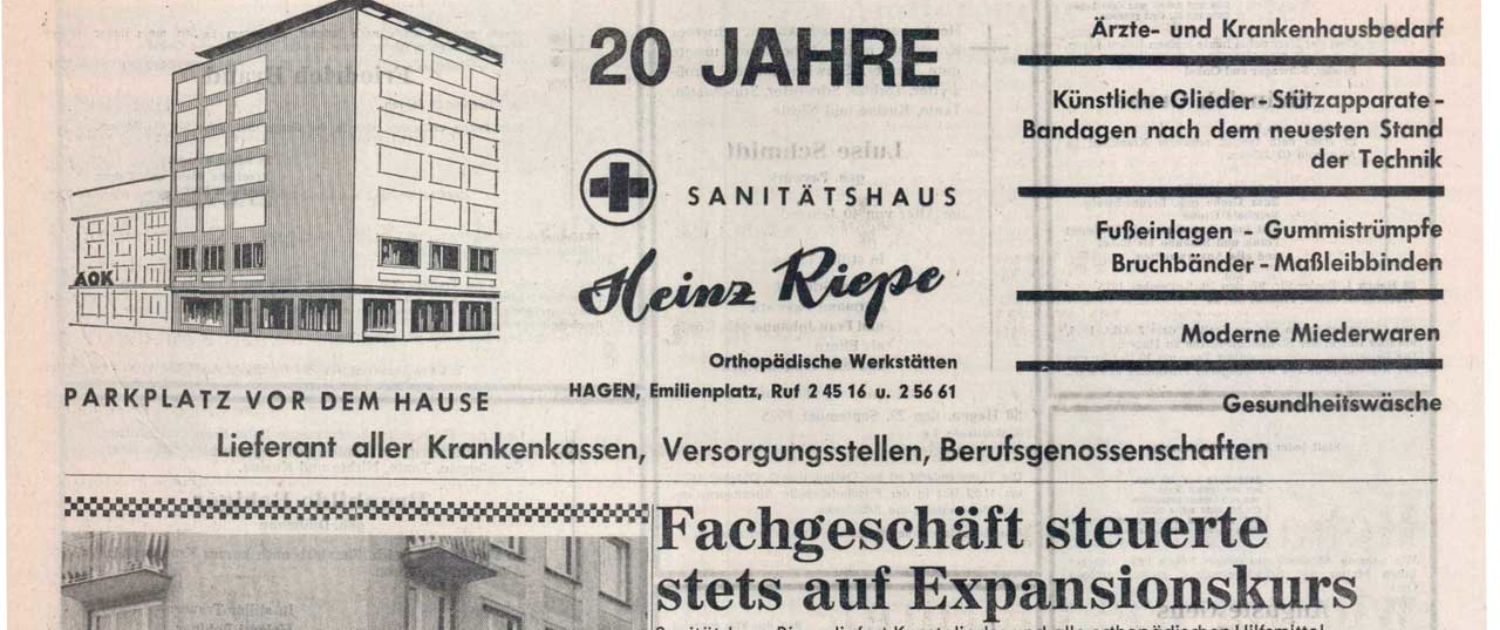 AOK
PARKPLATZ VOR DEM HAUSE
20 JAHRE
SANITÄTSHAUS
Heinz Riepe
Orthopädische Werkstätten
HAGEN, Emilienplatz, Ruf 2 45 16 u. 2 56 61
Ärzte- und Krankenhausbedarf
Künstliche Glieder - Stützapparate -
Bandagen nach dem neuesten Stand
der Technik
Fußeinlagen - Gummistrümpfe
Bruchbänder - Maßleibbinden
Moderne Miederwaren
Gesundheitswäsche
Lieferant aller Krankenkassen, Versorgungsstellen, Berufsgenossenschaften
Fachgeschäft steuerte
stets auf Expansionskurs